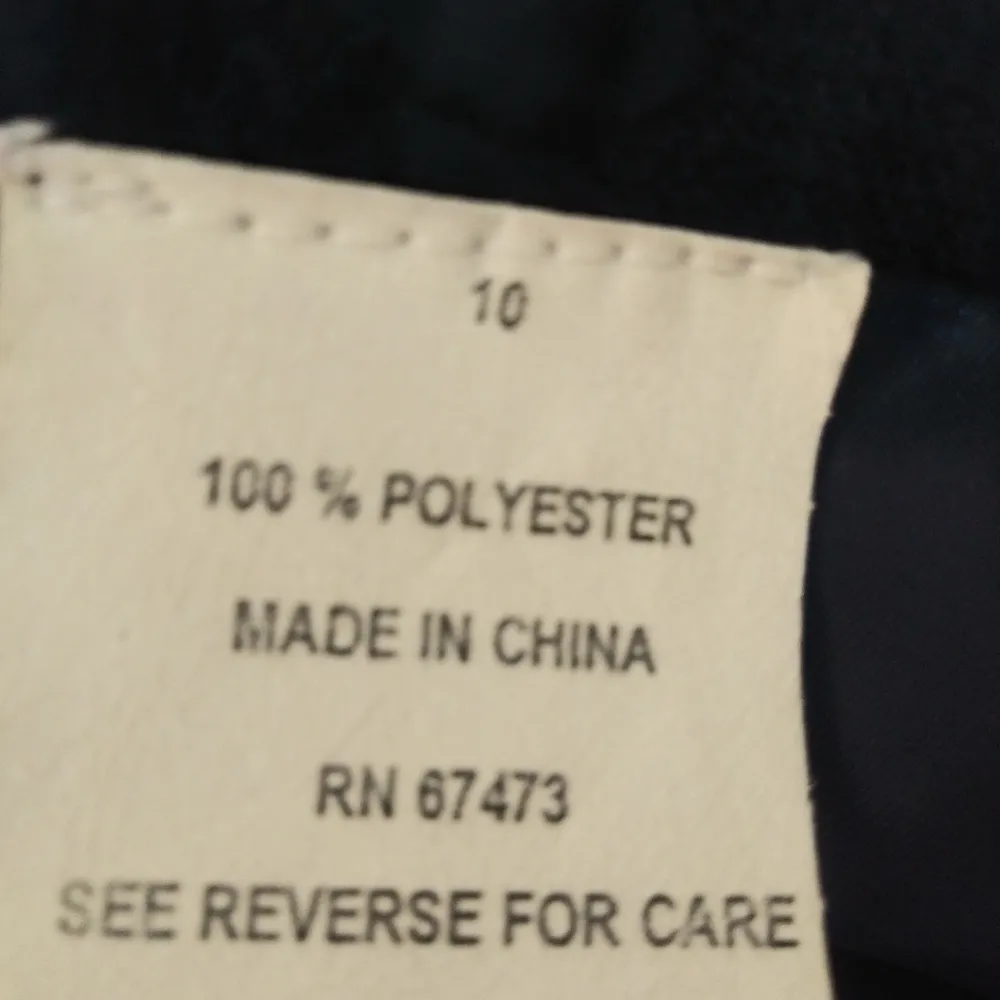 10
100 % POLYESTER
MADE IN CHINA
RN 67473
SEE REVERSE FOR CARE